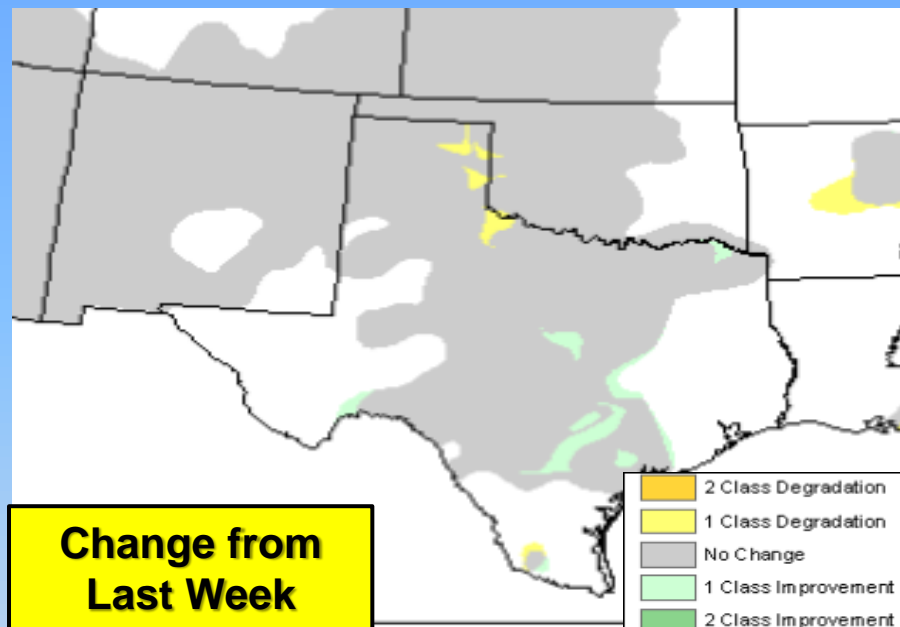 Change from
Last Week
2 Class Degradation
1 Class Degradation
No Change
1 Class Improvement
2 Class Improvement